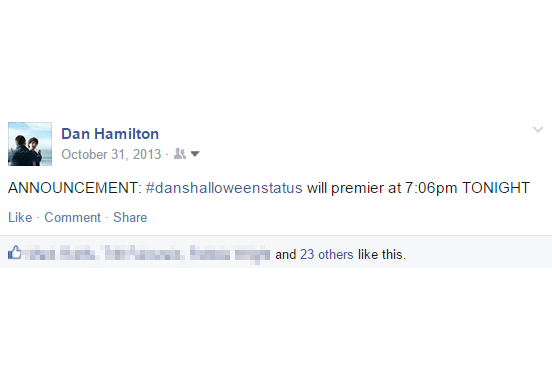 Dan Hamilton
October 31, 2013 ·
ANNOUNCEMENT: #danshalloweenstatus will premier at 7:06pm TONIGHT
Like · Comment · Share
and 23 others like this.